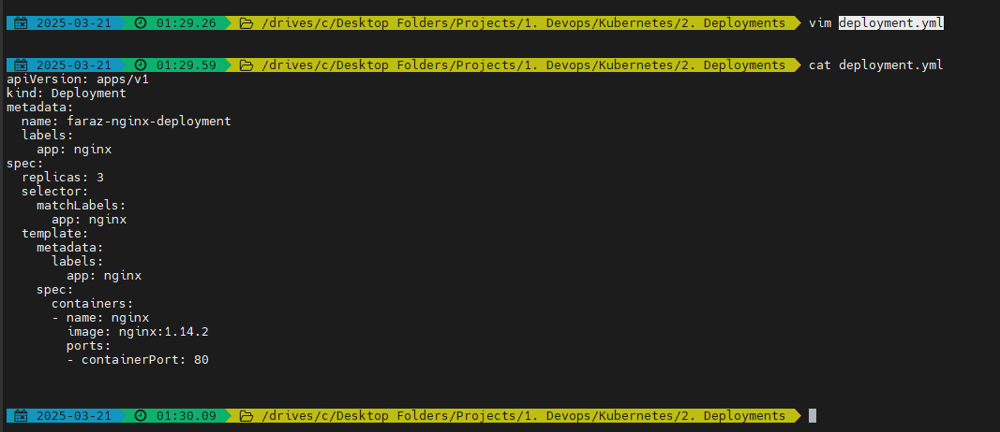 2025-03-21 01:29.26 /drives/c/Desktop Folders/Projects/1. Devops/Kubernetes/2. Deployments vim deployment.yml
2025-03-21 01:29.59 /drives/c/Desktop Folders/Projects/1. Devops/Kubernetes/2. Deployments cat deployment.yml
apiVersion: apps/v1
kind: Deployment
metadata:
  name: faraz-nginx-deployment
  labels:
    app: nginx
spec:
  replicas: 3
  selector:
    matchLabels:
      app: nginx
  template:
    metadata:
      labels:
        app: nginx
    spec:
      containers:
      - name: nginx
        image: nginx:1.14.2
        ports:
        - containerPort: 80
2025-03-21 01:30.09 /drives/c/Desktop Folders/Projects/1. Devops/Kubernetes/2. Deployments